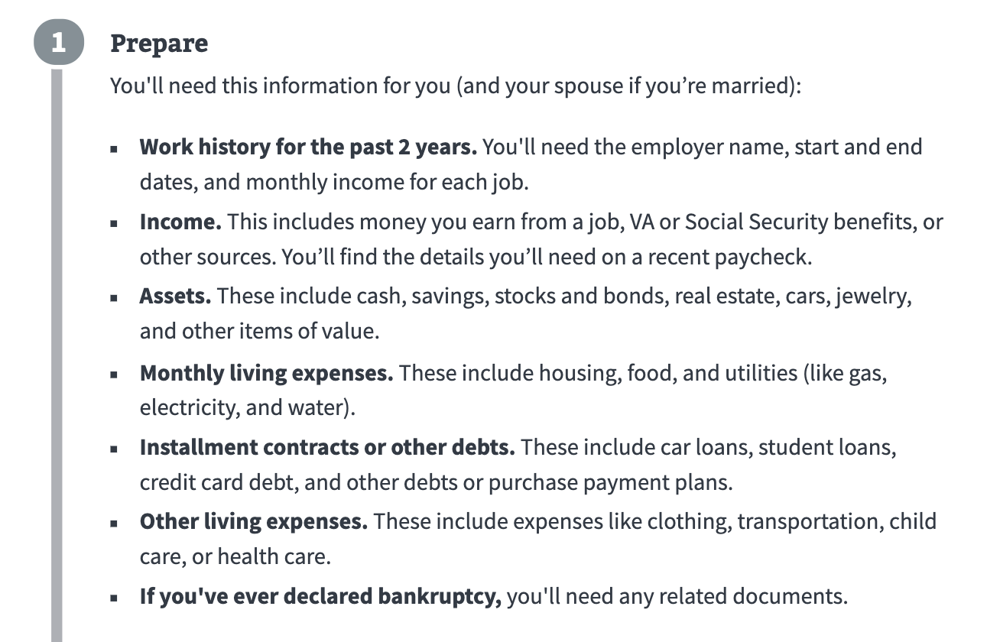 1
Prepare
You'll need this information for you (and your spouse if you’re married):
▪ Work history for the past 2 years. You'll need the employer name, start and end
dates, and monthly income for each job.
▪ Income. This includes money you earn from a job, VA or Social Security benefits, or
other sources. You’ll find the details you’ll need on a recent paycheck.
▪ Assets. These include cash, savings, stocks and bonds, real estate, cars, jewelry,
and other items of value.
▪ Monthly living expenses. These include housing, food, and utilities (like gas,
electricity, and water).
▪ Installment contracts or other debts. These include car loans, student loans,
credit card debt, and other debts or purchase payment plans.
▪ Other living expenses. These include expenses like clothing, transportation, child
care, or health care.
▪ If you've ever declared bankruptcy, you'll need any related documents.